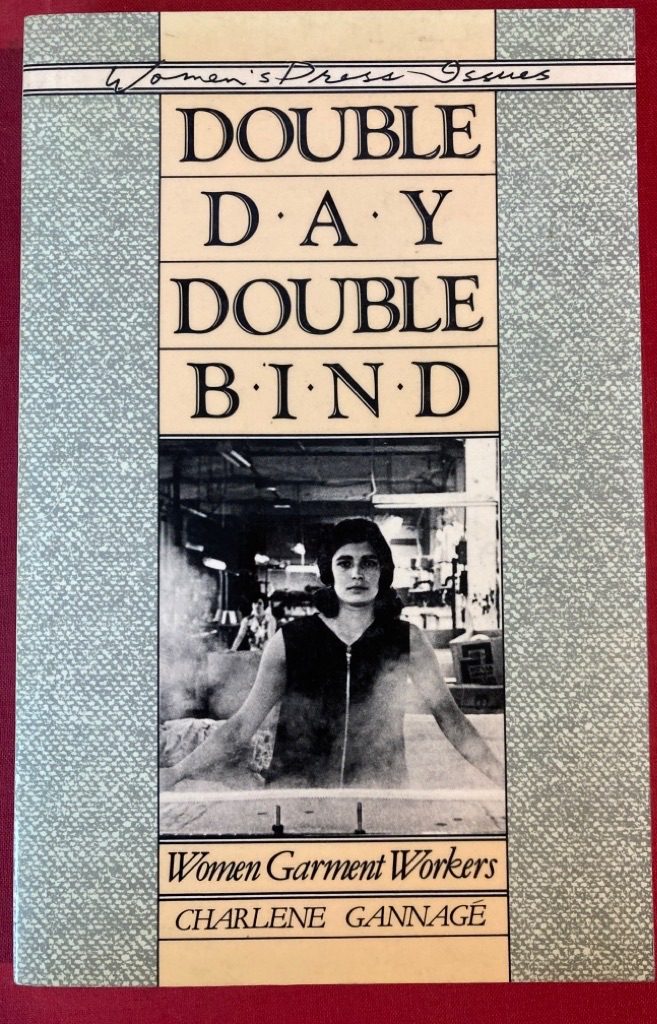 Women's Press Issues
DOUBLE
D·A·Y
DOUBLE
B·I·N·D
Women Garment Workers
CHARLENE GANNAGÉ